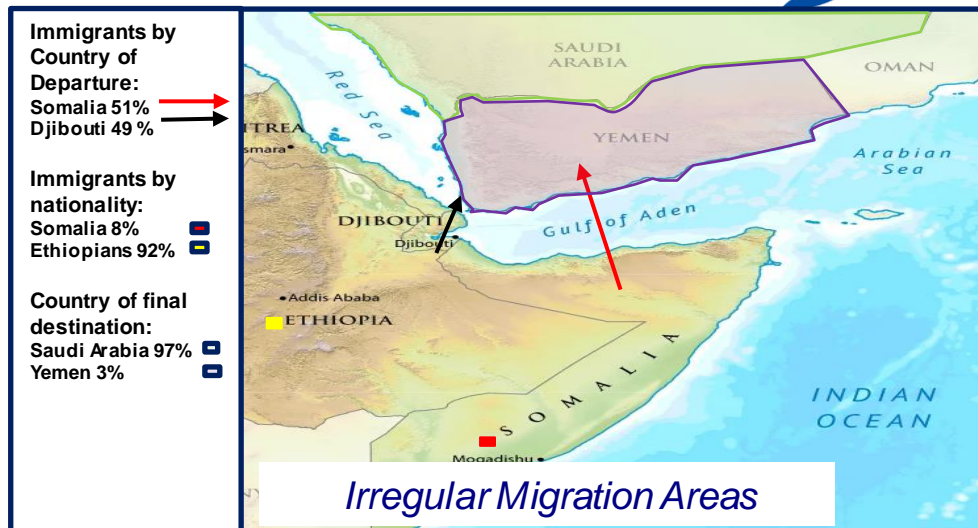 Immigrants by
Country of
Departure:
Somalia 51%
Djibouti 49 %
Immigrants by
nationality:
Somalia 8%
Ethiopians 92%
Country of final
destination:
Saudi Arabia 97%
Yemen 3%
SAUDI
ARABIA
OMAN
Red Sea
YEMEN
ITREA
smara
Arabian
Sea
Gulf of Aden
DJIBOUTI
Djibouti
Addis Ababa
ETHIOPIA
SOMALIA
INDIAN
OCEAN
Mogadishu
Irregular Migration Areas